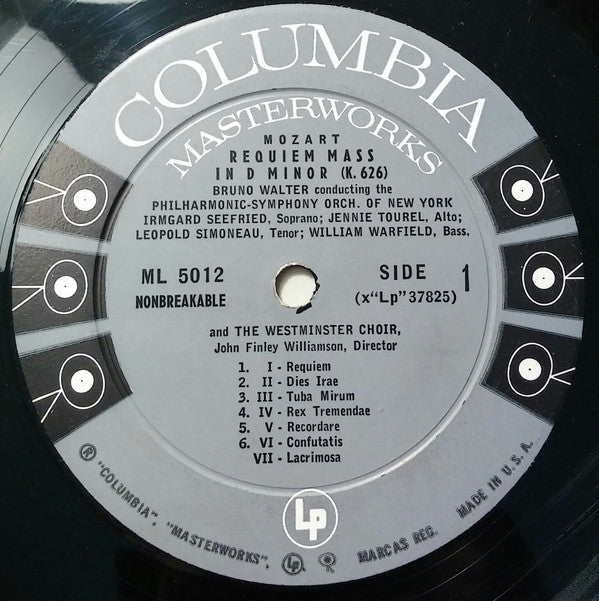 COLUMBIA
MASTERWORKS
MOZART
REQUIEM MASS
IN D MINOR (K. 626)
BRUNO WALTER conducting the
PHILHARMONIC-SYMPHONY ORCH. OF NEW YORK
IRMGARD SEEFRIED, Soprano; JENNIE TOUREL, Alto;
LEOPOLD SIMONEAU, Tenor; WILLIAM WARFIELD, Bass,
ML 5012
NONBREAKABLE
SIDE 1
(x"Lp"37825)
and THE WESTMINSTER CHOIR,
John Finley Williamson, Director
1. I - Requiem
2. II - Dies Irae
3. III - Tuba Mirum
4. IV - Rex Tremendae
5. V - Recordare
6. VI - Confutatis
VII - Lacrimosa
Lp
® "COLUMBIA", "MASTERWORKS", MARCAS REG. MADE IN U. S. A.